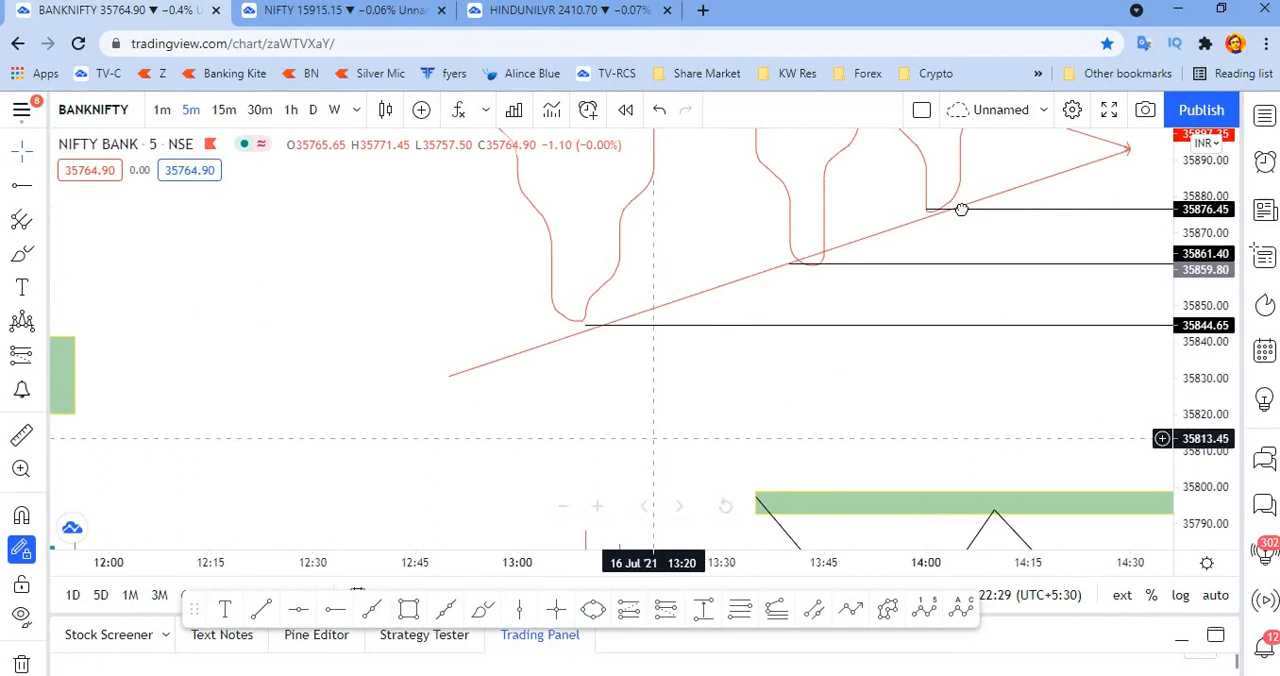 BANKNIFTY 35764.90 ▼ −0.4% U
NIFTY 15915.15 ▼ −0.06% Unna
HINDUNILVR 2410.70 ▼ −0.07%
tradingview.com/chart/zaWTVXaY/
Apps TV-C Z Banking Kite BN Silver Mic fyers Alince Blue TV-RCS Share Market KW Res Forex Crypto » Other bookmarks Reading list
8
BANKNIFTY 1m 5m 15m 30m 1h D W Unnamed Publish
NIFTY BANK · 5 · NSE O35765.65 H35771.45 L35757.50 C35764.90 −1.10 (−0.00%)
35764.90 0.00 35764.90
35887.25
INR
35890.00
35880.00
35876.45
35870.00
35861.40
35859.80
35850.00
35844.65
35840.00
35830.00
35820.00
35813.45
35810.00
35800.00
35790.00
302
12:00 12:15 12:30 12:45 13:00 16 Jul '21 13:20 13:30 13:45 14:00 14:15 14:30
1D 5D 1M 3M 22:29 (UTC+5:30) ext % log auto
Stock Screener Text Notes Pine Editor Strategy Tester Trading Panel
12